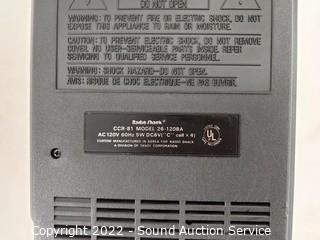 WARNING: TO PREVENT FIRE OR ELECTRIC SHOCK, DO NOT
EXPOSE THIS APPLIANCE TO RAIN OR MOISTURE.
CAUTION: TO PREVENT ELECTRIC SHOCK, DO NOT REMOVE
COVER. NO USER-SERVICEABLE PARTS INSIDE. REFER
SERVICING TO QUALIFIED SERVICE PERSONNEL.
WARNING: SHOCK HAZARD-DO NOT OPEN.
AVIS: RISQUE DE CHOC ELECTRIQUE-NE PAS OUVRIR.
Radio Shack
CCR-81 MODEL 26-1208A
AC 120V 60Hz 5W DC6V("C" cell × 4)
CUSTOM MANUFACTURED IN KOREA FOR RADIO SHACK
A DIVISION OF TANDY CORPORATION
UL
Copyright 2022 - Sound Auction Service